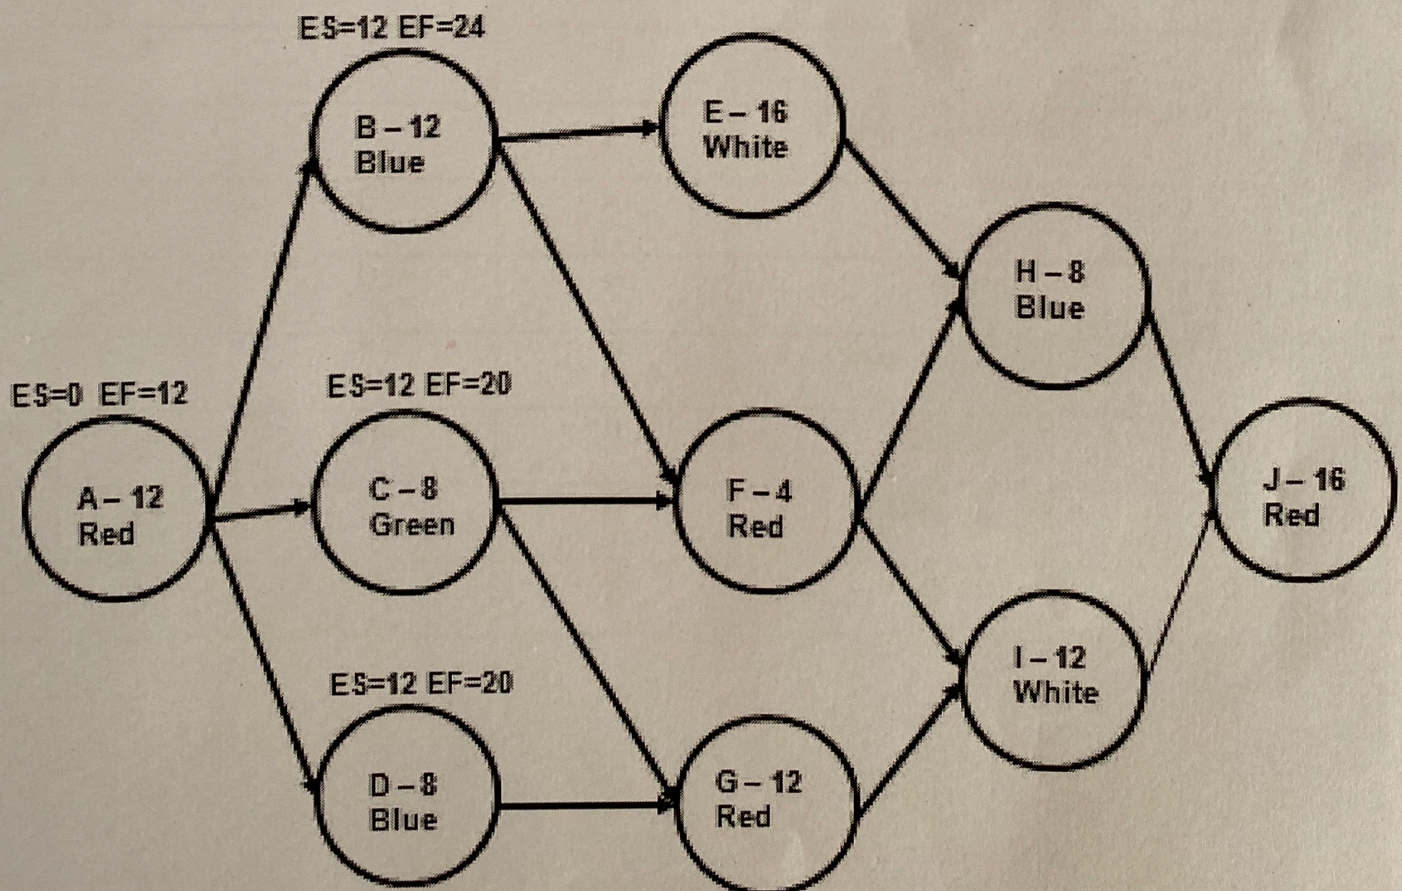 ES=12 EF=24
B – 12
Blue
E – 16
White
H – 8
Blue
ES=0 EF=12
A – 12
Red
ES=12 EF=20
C – 8
Green
F – 4
Red
J – 16
Red
ES=12 EF=20
D – 8
Blue
G – 12
Red
I – 12
White